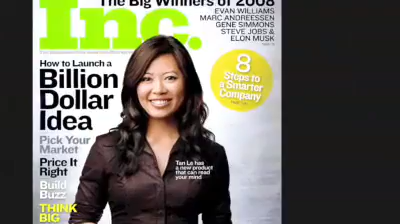 The Big Winners of 2008
EVAN WILLIAMS
MARC ANDREESSEN
GENE SIMMONS
STEVE JOBS &
ELON MUSK
Inc.
How to Launch a
Billion
Dollar
Idea
Pick Your
Market
Price It
Right
Build
Buzz
THINK
BIG
8
Steps to
a Smarter
Company
Tan Le has
a new product
that can read
your mind